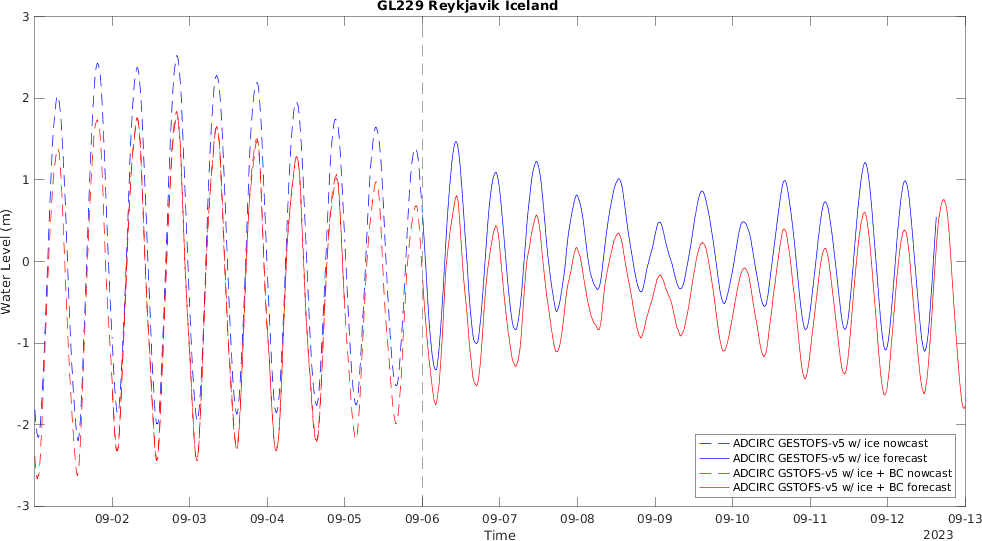 GL229 Reykjavik Iceland
3
2
1
0
-1
-2
-3
Water Level (m)
ADCIRC GESTOFS-v5 w/ ice nowcast
ADCIRC GESTOFS-v5 w/ ice forecast
ADCIRC GSTOFS-v5 w/ ice + BC nowcast
ADCIRC GSTOFS-v5 w/ ice + BC forecast
09-02 09-03 09-04 09-05 09-06 09-07 09-08 09-09 09-10 09-11 09-12 09-13
Time
2023